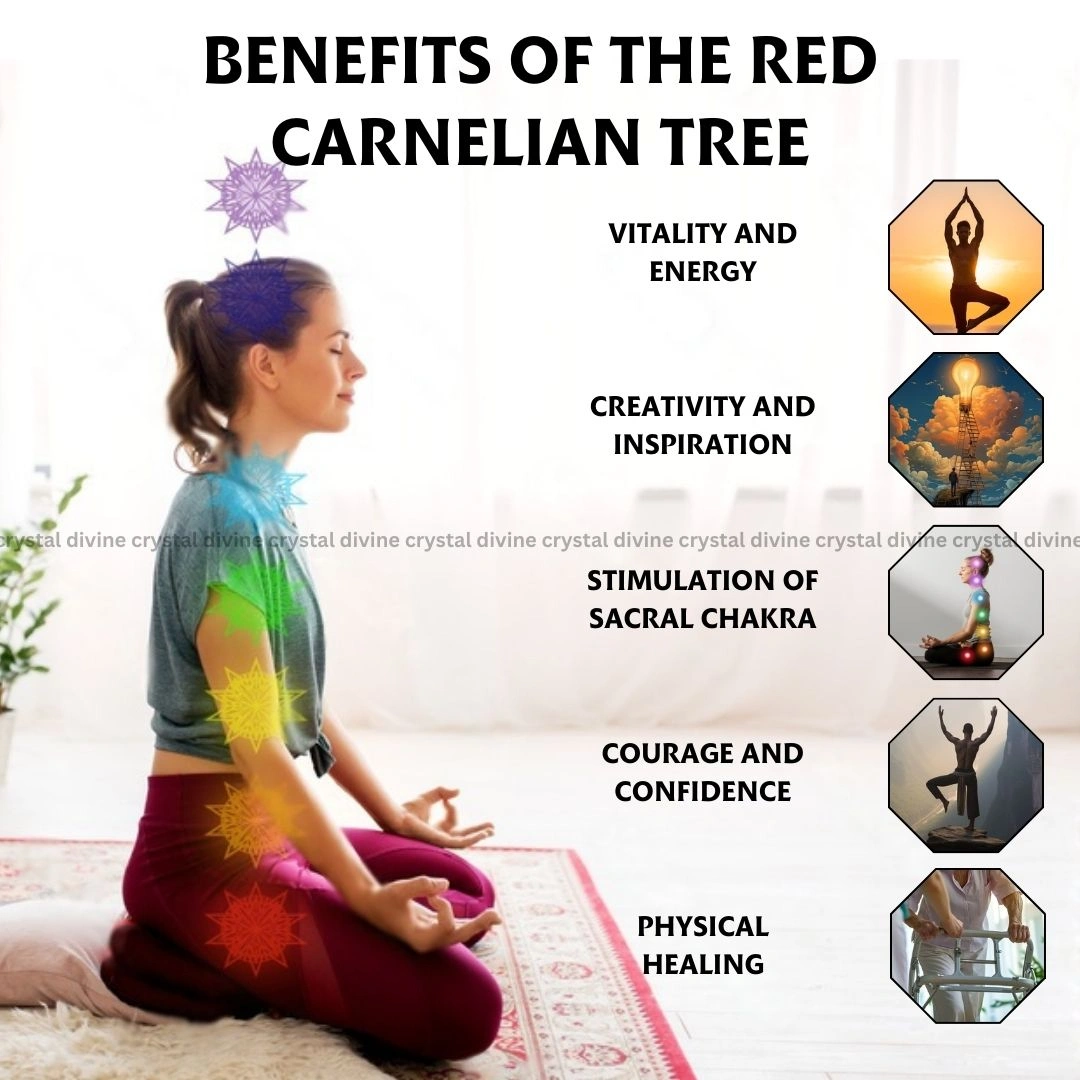 BENEFITS OF THE RED
CARNELIAN TREE
VITALITY AND
ENERGY
CREATIVITY AND
INSPIRATION
crystal divine crystal divine crystal divine crystal divine crystal divine crystal divine crystal divine crystal divine
STIMULATION OF
SACRAL CHAKRA
COURAGE AND
CONFIDENCE
PHYSICAL
HEALING